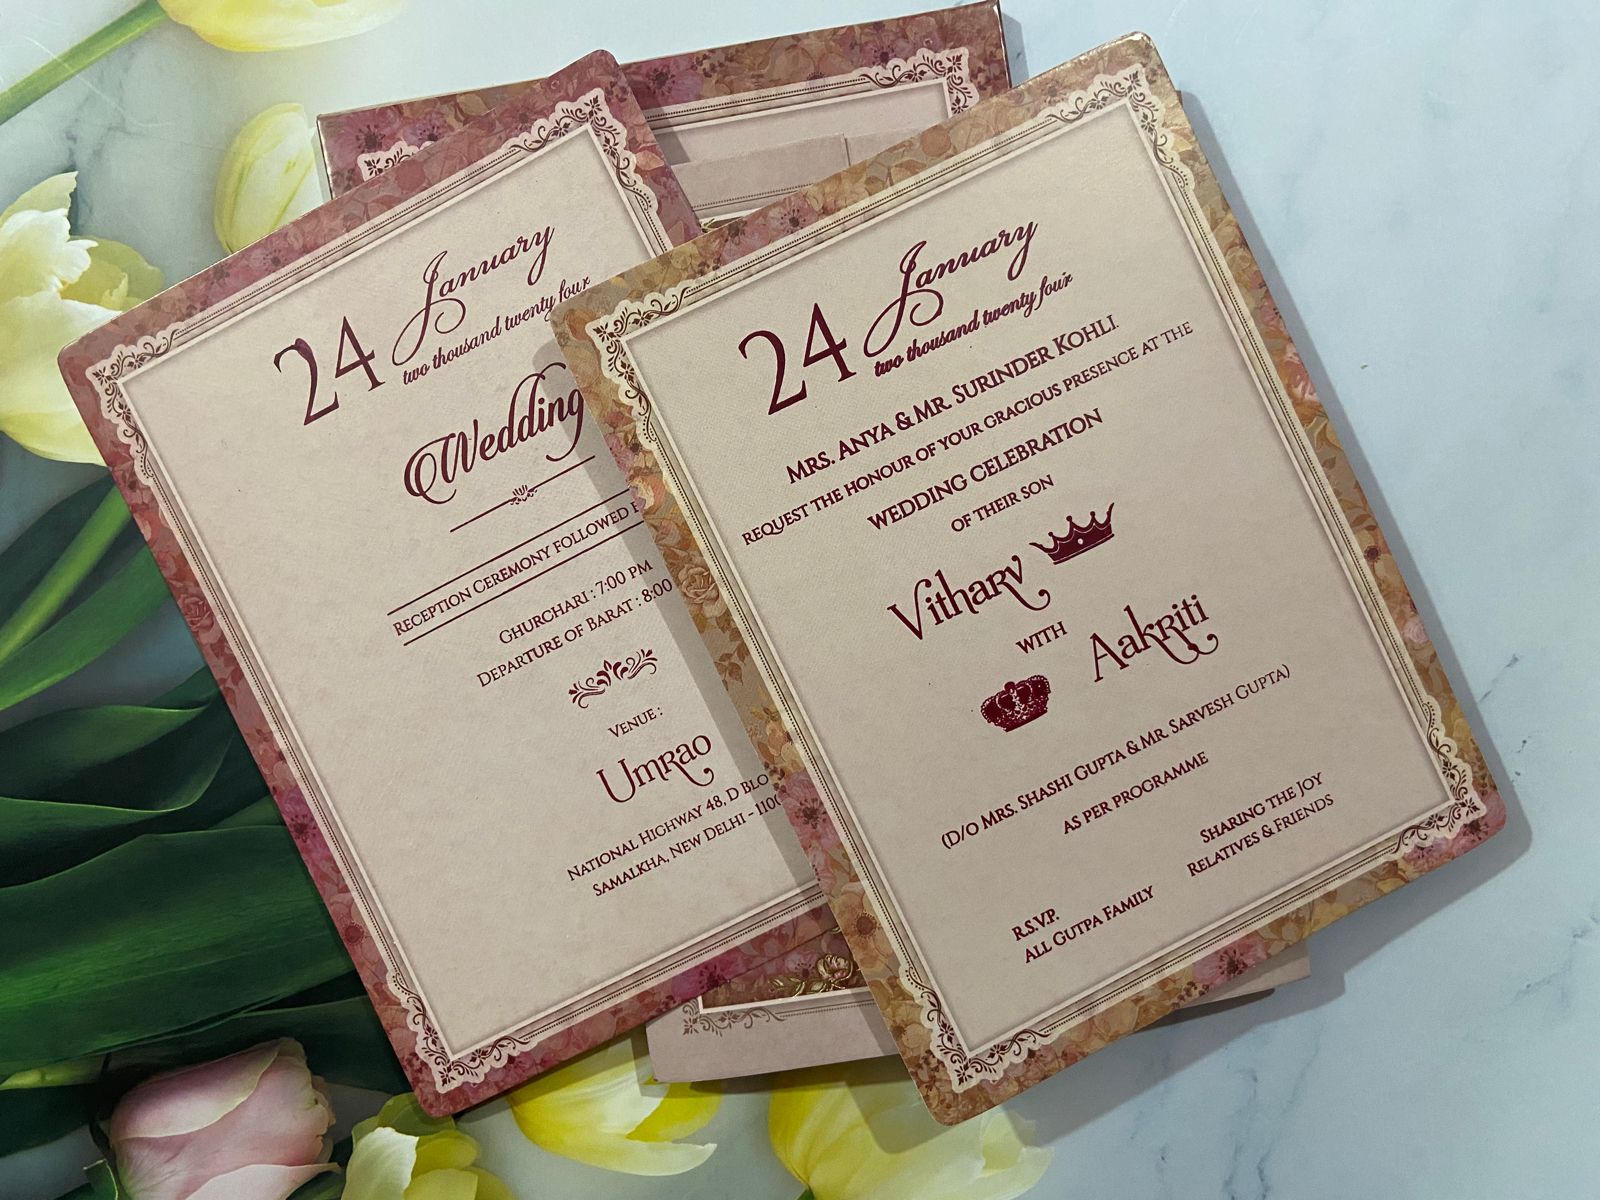 24 January
two thousand twenty four
Wedding
RECEPTION CEREMONY FOLLOWED
GHURCHARI : 7:00 PM
DEPARTURE OF BARAT : 8:00
VENUE :
Umrao
NATIONAL HIGHWAY 48, D
SAMALKHA, NEW DELHI -
24 January
two thousand twenty four
MRS. ANYA & MR. SURINDER KOHLI.
REQUEST THE HONOUR OF YOUR GRACIOUS PRESENCE AT THE
WEDDING CELEBRATION
OF THEIR SON
Vitharv
WITH
Aakriti
(D/O MRS. SHASHI GUPTA & MR. SARVESH GUPTA)
AS PER PROGRAMME
SHARING THE JOY
RELATIVES & FRIENDS
R.S.V.P.
ALL GUTPA FAMILY